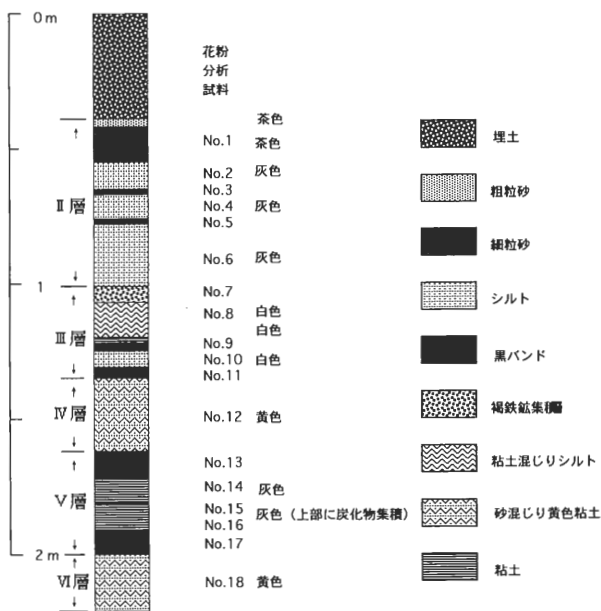 0m
花粉
分析
試料
茶色
No.1 茶色
No.2 灰色
No.3
Ⅱ層 No.4 灰色
No.5
No.6 灰色
1 No.7
No.8 白色
白色
Ⅲ層 No.9
No.10 白色
No.11
Ⅳ層 No.12 黄色
No.13
No.14 灰色
Ⅴ層 No.15 灰色(上部に炭化物集積)
No.16
No.17
2m
Ⅵ層 No.18 黄色
埋土
粗粒砂
細粒砂
シルト
黒バンド
褐鉄鉱集積層
粘土混じりシルト
砂混じり黄色粘土
粘土